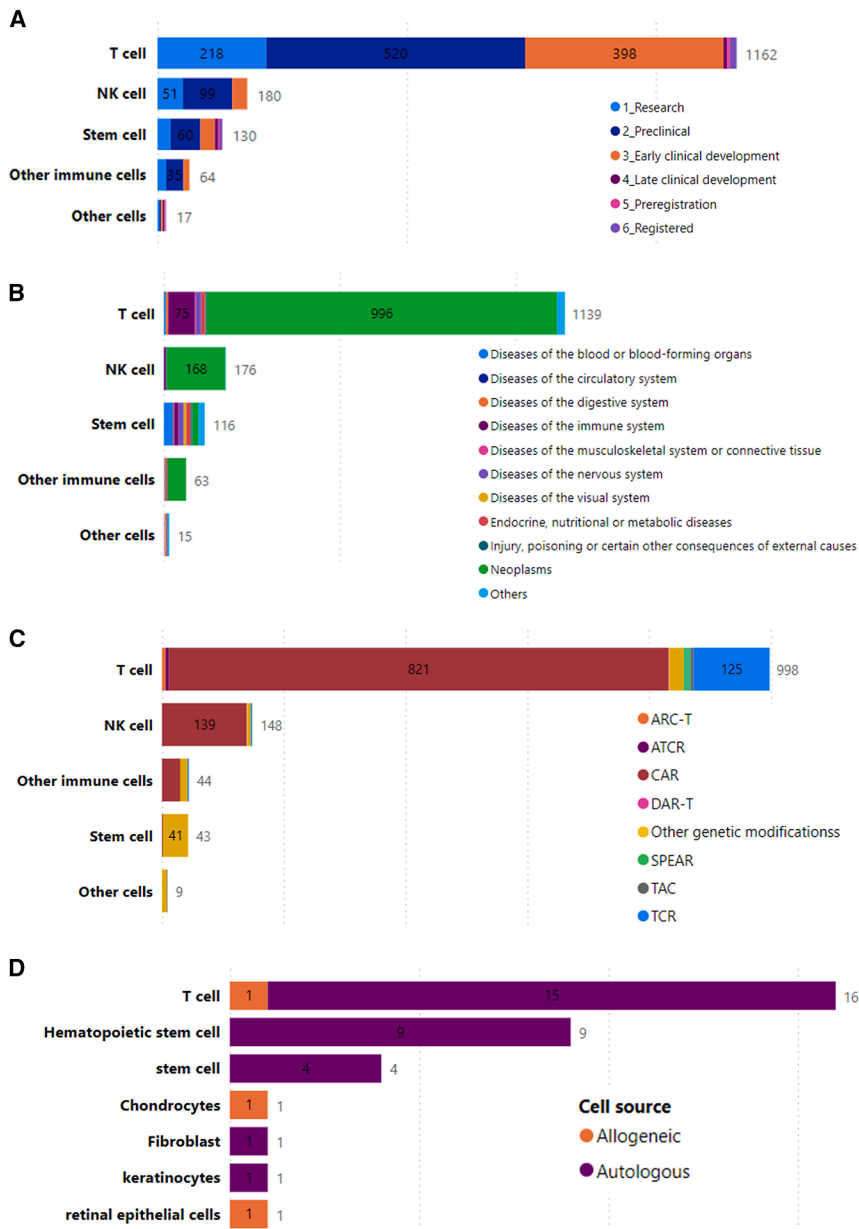 A
T cell 218 520 398 1162
NK cell 51 99 180
Stem cell 60 130
Other immune cells 35 64
Other cells 17
1_Research
2_Preclinical
3_Early clinical development
4_Late clinical development
5_Preregistration
6_Registered
B
T cell 75 996 1139
NK cell 168 176
Stem cell 116
Other immune cells 63
Other cells 15
Diseases of the blood or blood-forming organs
Diseases of the circulatory system
Diseases of the digestive system
Diseases of the immune system
Diseases of the musculoskeletal system or connective tissue
Diseases of the nervous system
Diseases of the visual system
Endocrine, nutritional or metabolic diseases
Injury, poisoning or certain other consequences of external causes
Neoplasms
Others
C
T cell 821 125 998
NK cell 139 148
Other immune cells 44
Stem cell 41 43
Other cells 9
ARC-T
ATCR
CAR
DAR-T
Other genetic modificationss
SPEAR
TAC
TCR
D
T cell 1 15 16
Hematopoietic stem cell 9 9
stem cell 4 4
Chondrocytes 1 1
Fibroblast 1 1
keratinocytes 1 1
retinal epithelial cells 1 1
Cell source
Allogeneic
Autologous